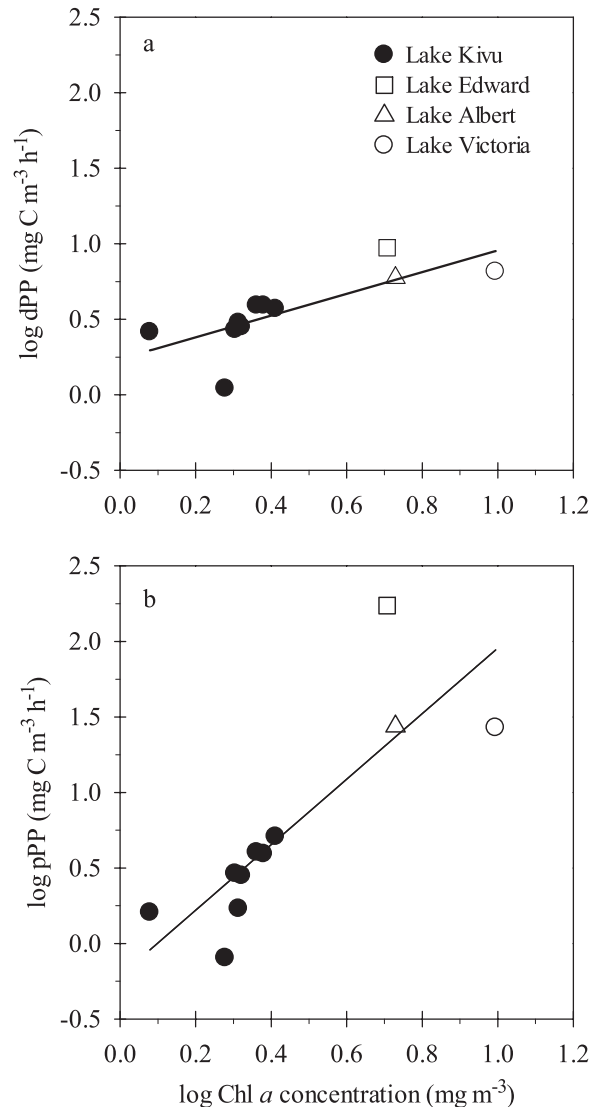 a
Lake Kivu
Lake Edward
Lake Albert
Lake Victoria
log dPP (mg C m⁻³ h⁻¹)
2.5
2.0
1.5
1.0
0.5
0.0
-0.5
0.0 0.2 0.4 0.6 0.8 1.0 1.2
b
log pPP (mg C m⁻³ h⁻¹)
2.5
2.0
1.5
1.0
0.5
0.0
-0.5
0.0 0.2 0.4 0.6 0.8 1.0 1.2
log Chl a concentration (mg m⁻³)